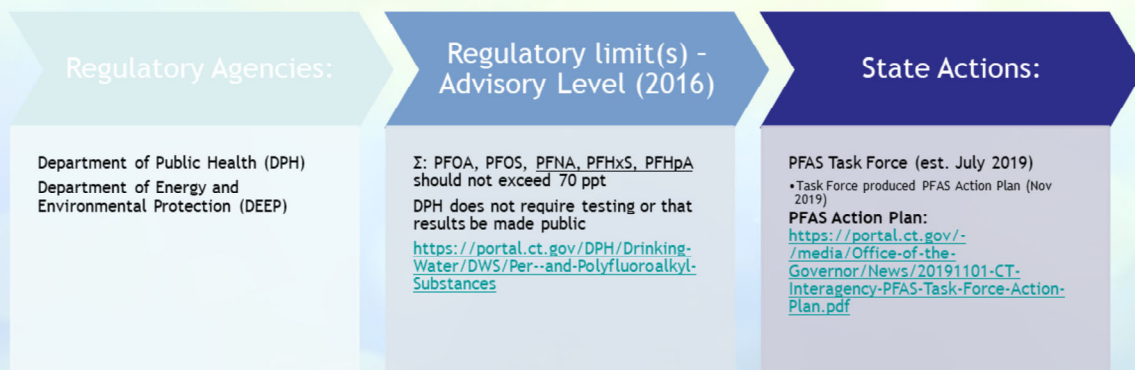 Regulatory Agencies:
Department of Public Health (DPH)
Department of Energy and
Environmental Protection (DEEP)
Regulatory limit(s) –
Advisory Level (2016)
Σ: PFOA, PFOS, PFNA, PFHxS, PFHpA
should not exceed 70 ppt
DPH does not require testing or that
results be made public
https://portal.ct.gov/DPH/Drinking-
Water/DWS/Per--and-Polyfluoroalkyl-
Substances
State Actions:
PFAS Task Force (est. July 2019)
•Task Force produced PFAS Action Plan (Nov
2019)
PFAS Action Plan:
https://portal.ct.gov/-
/media/Office-of-the-
Governor/News/20191101-CT-
Interagency-PFAS-Task-Force-Action-
Plan.pdf